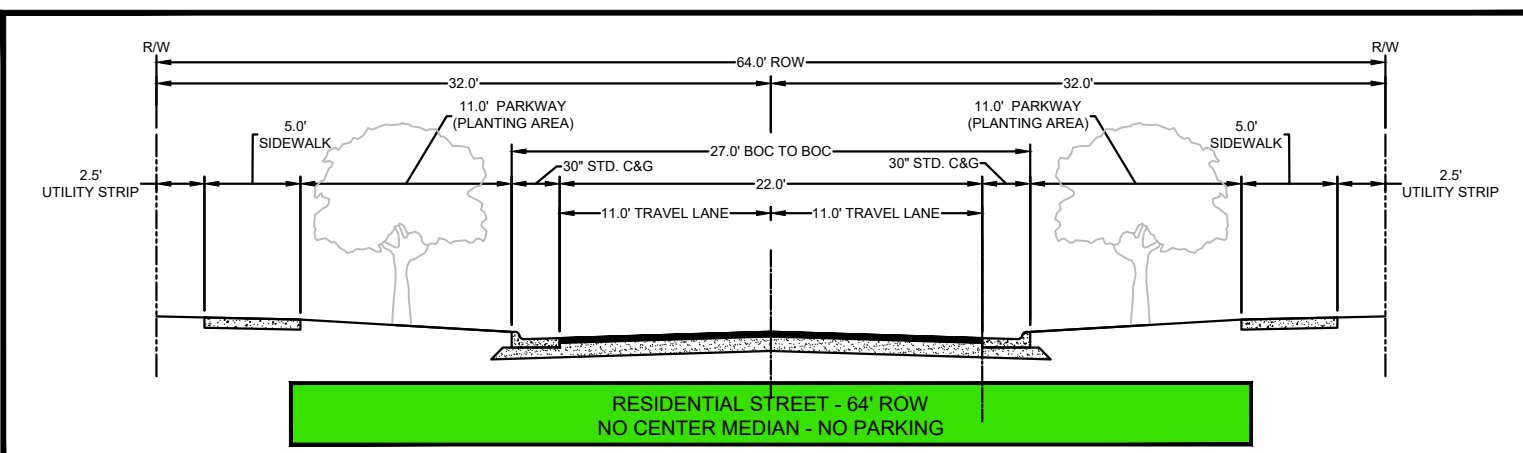 R/W
R/W
64.0' ROW
32.0'
32.0'
11.0' PARKWAY
(PLANTING AREA)
11.0' PARKWAY
(PLANTING AREA)
5.0'
SIDEWALK
5.0'
SIDEWALK
27.0' BOC TO BOC
30" STD. C&G
30" STD. C&G
2.5'
UTILITY STRIP
22.0'
2.5'
UTILITY STRIP
11.0' TRAVEL LANE
11.0' TRAVEL LANE
RESIDENTIAL STREET - 64' ROW
NO CENTER MEDIAN - NO PARKING